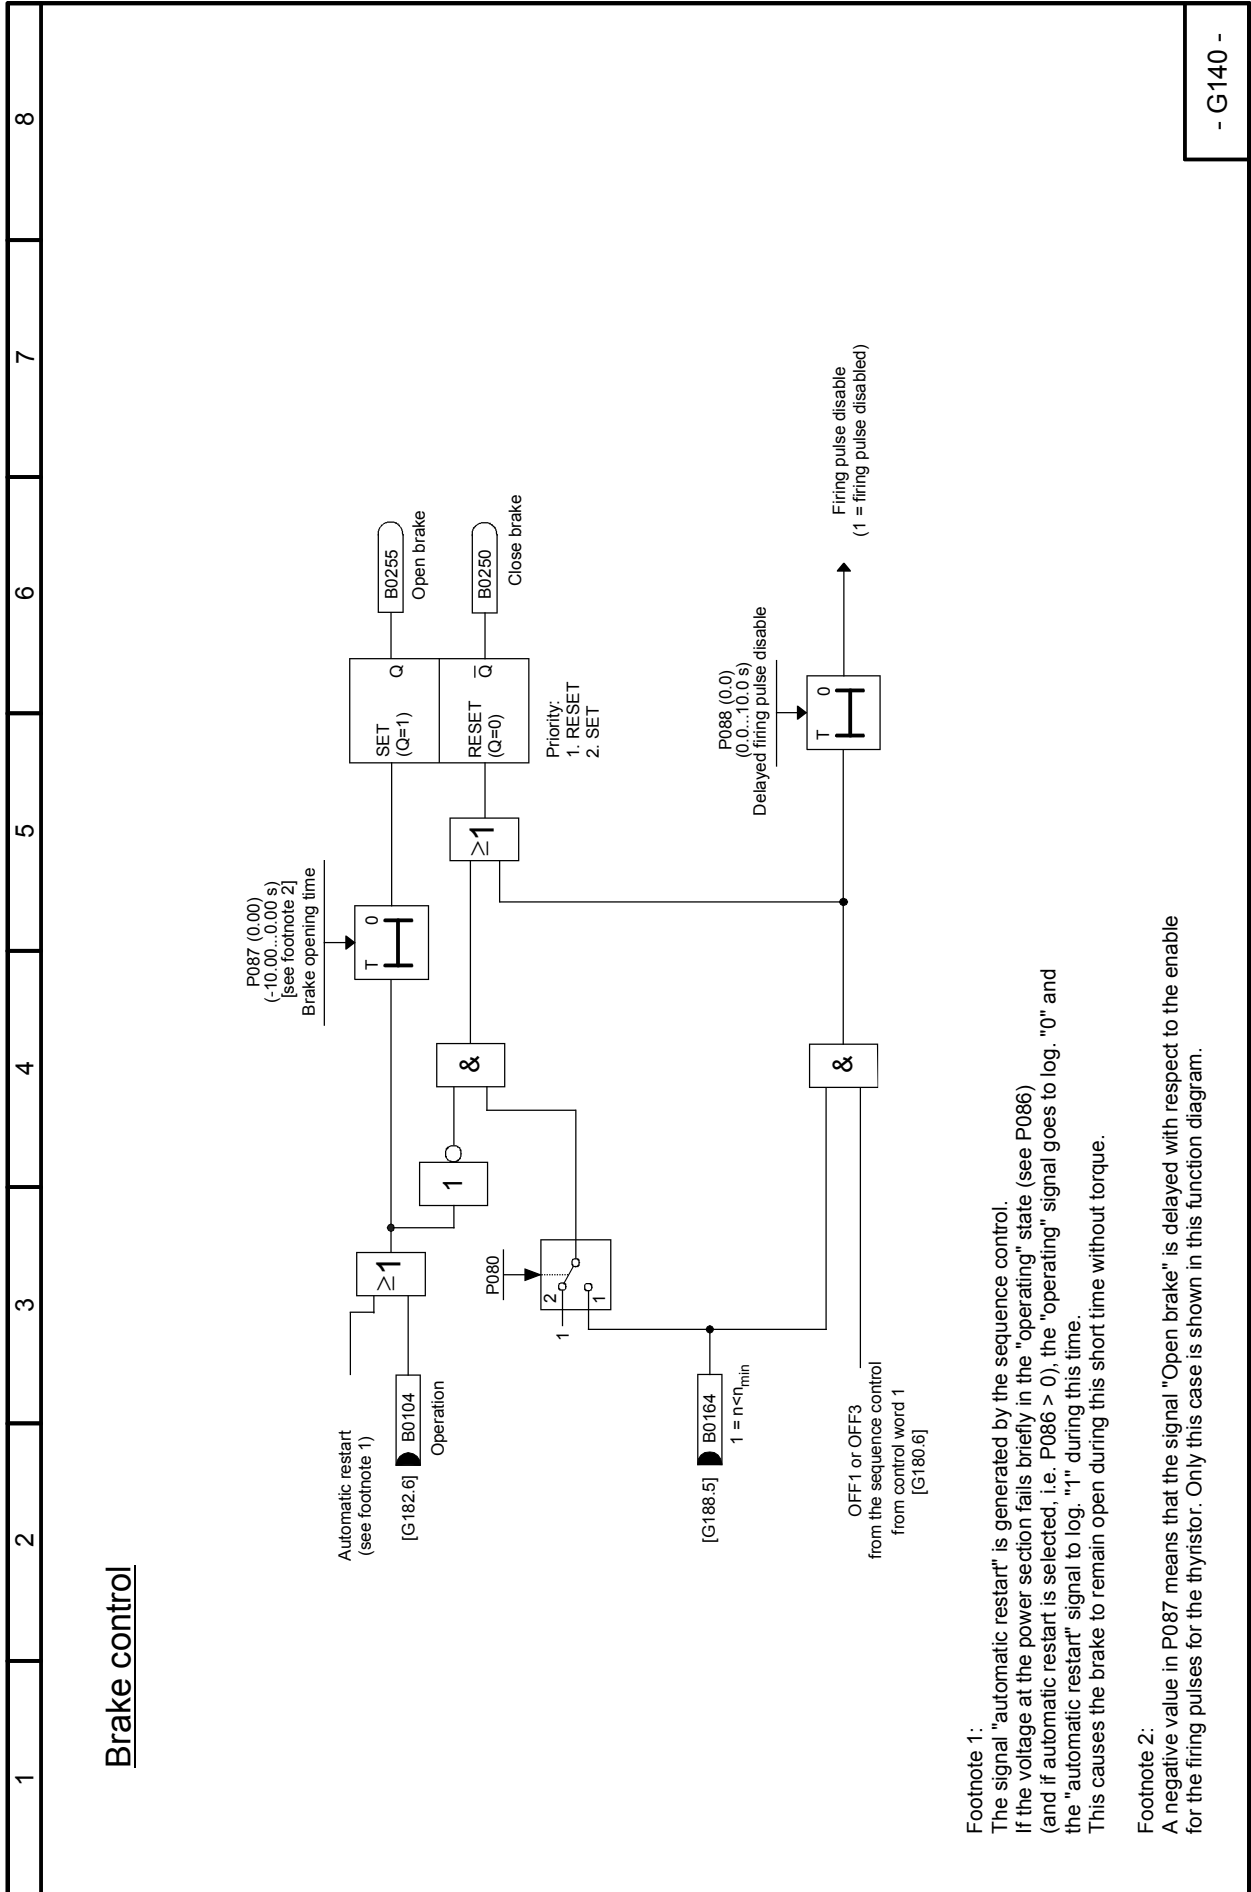 1 2 3 4 5 6 7 8
Brake control
Automatic restart
(see footnote 1)
[G182.6]
B0104
Operation
≥1
1
P087 (0.00)
(-10.00...0.00 s)
[see footnote 2]
Brake opening time
T 0
SET
(Q=1)
Q
B0255
Open brake
P080
2
1
1
&
≥1
RESET
(Q=0)
Q̅
B0250
Close brake
Priority:
1. RESET
2. SET
[G188.5]
B0164
1 = n<nmin
OFF1 or OFF3
from the sequence control
from control word 1
[G180.6]
&
P088 (0.0)
(0.0...10.0 s)
Delayed firing pulse disable
T 0
Firing pulse disable
(1 = firing pulse disabled)
Footnote 1:
The signal "automatic restart" is generated by the sequence control.
If the voltage at the power section fails briefly in the "operating" state (see P086)
(and if automatic restart is selected, i.e. P086 > 0), the "operating" signal goes to log. "0" and
the "automatic restart" signal to log. "1" during this time.
This causes the brake to remain open during this short time without torque.
Footnote 2:
A negative value in P087 means that the signal "Open brake" is delayed with respect to the enable
for the firing pulses for the thyristor. Only this case is shown in this function diagram.
- G140 -